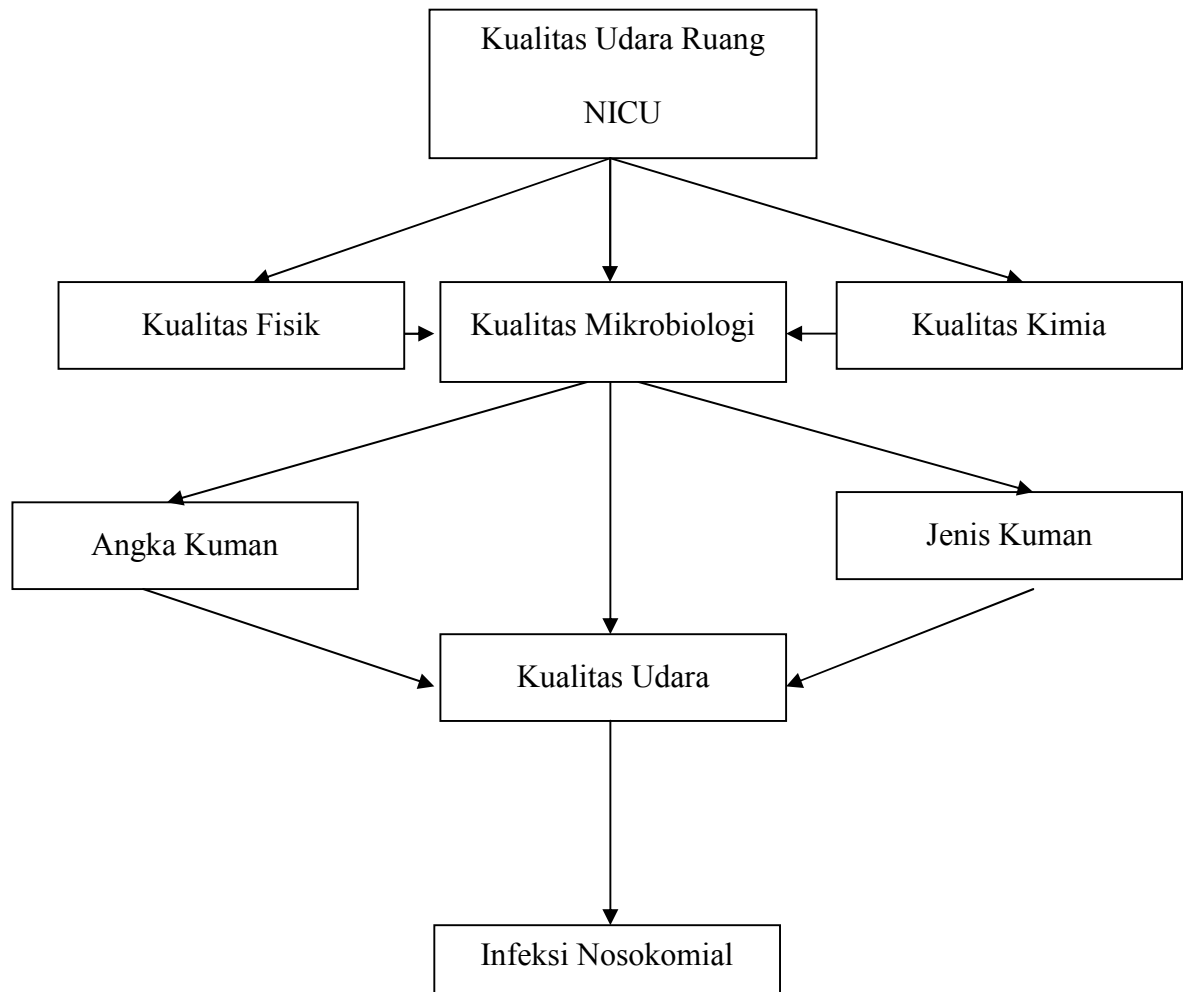 Kualitas Udara Ruang
NICU
Kualitas Fisik
Kualitas Mikrobiologi
Kualitas Kimia
Angka Kuman
Jenis Kuman
Kualitas Udara
Infeksi Nosokomial